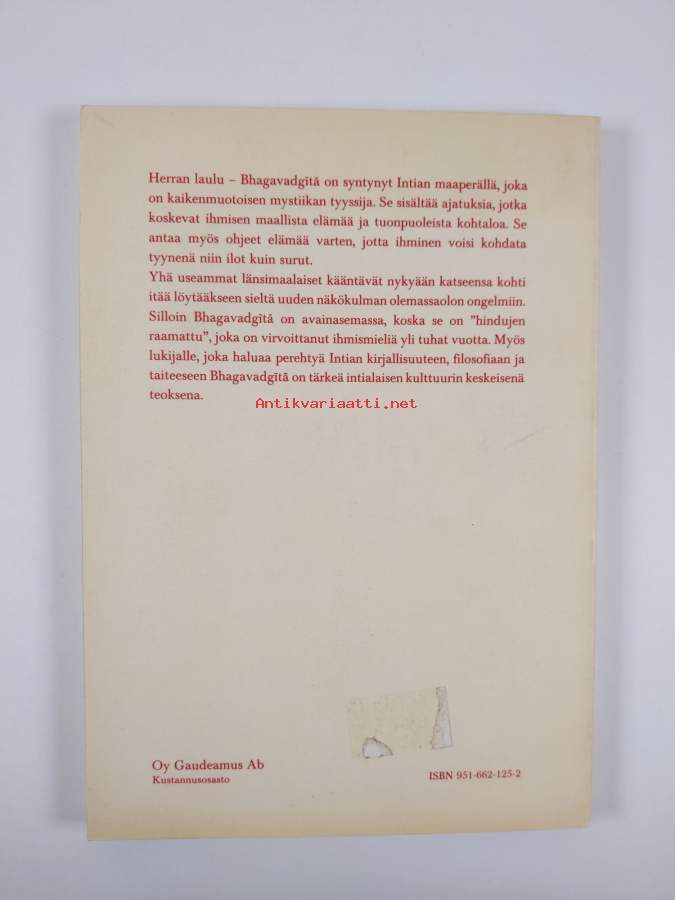 Herran laulu – Bhagavadgîtâ on syntynyt Intian maaperällä, joka
on kaikenmuotoisen mystiikan tyyssija. Se sisältää ajatuksia, jotka
koskevat ihmisen maallista elämää ja tuonpuoleista kohtaloa. Se
antaa myös ohjeet elämää varten, jotta ihminen voisi kohdata
tyynenä niin ilot kuin surut.
Yhä useammat länsimaalaiset kääntävät nykyään katseensa kohti
itää löytääkseen sieltä uuden näkökulman olemassaolon ongelmiin.
Silloin Bhagavadgîtâ on avainasemassa, koska se on ”hindujen
raamattu”, joka on virvoittanut ihmismieliä yli tuhat vuotta. Myös
lukijalle, joka haluaa perehtyä Intian kirjallisuuteen, filosofiaan ja
taiteeseen Bhagavadgîtâ on tärkeä intialaisen kulttuurin keskeisenä
teoksena.
Antikvariaatti.net
Oy Gaudeamus Ab
Kustannusosasto
ISBN 951-662-125-2